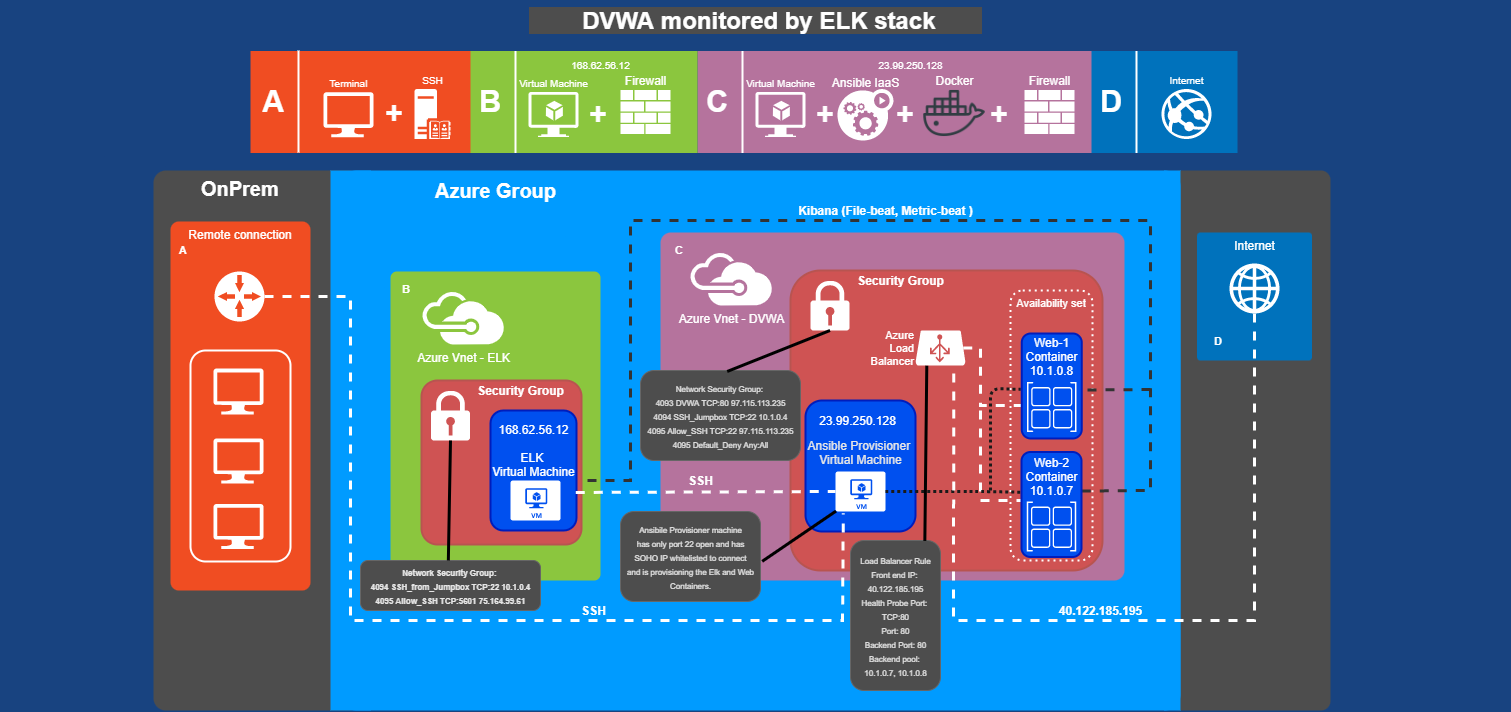 DVWA monitored by ELK stack
A
Terminal
SSH
B
168.62.56.12
Virtual Machine
Firewall
C
23.99.250.128
Virtual Machine
Ansible IaaS
Docker
Firewall
D
Internet
OnPrem
Azure Group
Remote connection
A
Kibana (File-beat, Metric-beat )
B
Azure Vnet - ELK
Security Group
168.62.56.12
ELK
Virtual Machine
VM
Network Security Group:
4094 SSH_from_Jumpbox TCP:22 10.1.0.4
4095 Allow_SSH TCP:5601 75.164.99.61
C
Azure Vnet - DVWA
Security Group
Network Security Group:
4093 DVWA TCP:80 97.115.113.235
4094 SSH_Jumpbox TCP:22 10.1.0.4
4095 Allow_SSH TCP:22 97.115.113.235
4095 Default_Deny Any:All
Azure
Load
Balancer
Availability set
Web-1
Container
10.1.0.8
Web-2
Container
10.1.0.7
23.99.250.128
Ansible Provisioner
Virtual Machine
VM
SSH
Ansibile Provisioner machine
has only port 22 open and has
SOHO IP whitelisted to connect
and is provisioning the Elk and Web
Containers.
Load Balancer Rule
Front end IP:
40.122.185.195
Health Probe Port:
TCP:80
Port: 80
Backend Port: 80
Backend pool:
10.1.0.7, 10.1.0.8
SSH
40.122.185.195
Internet
D